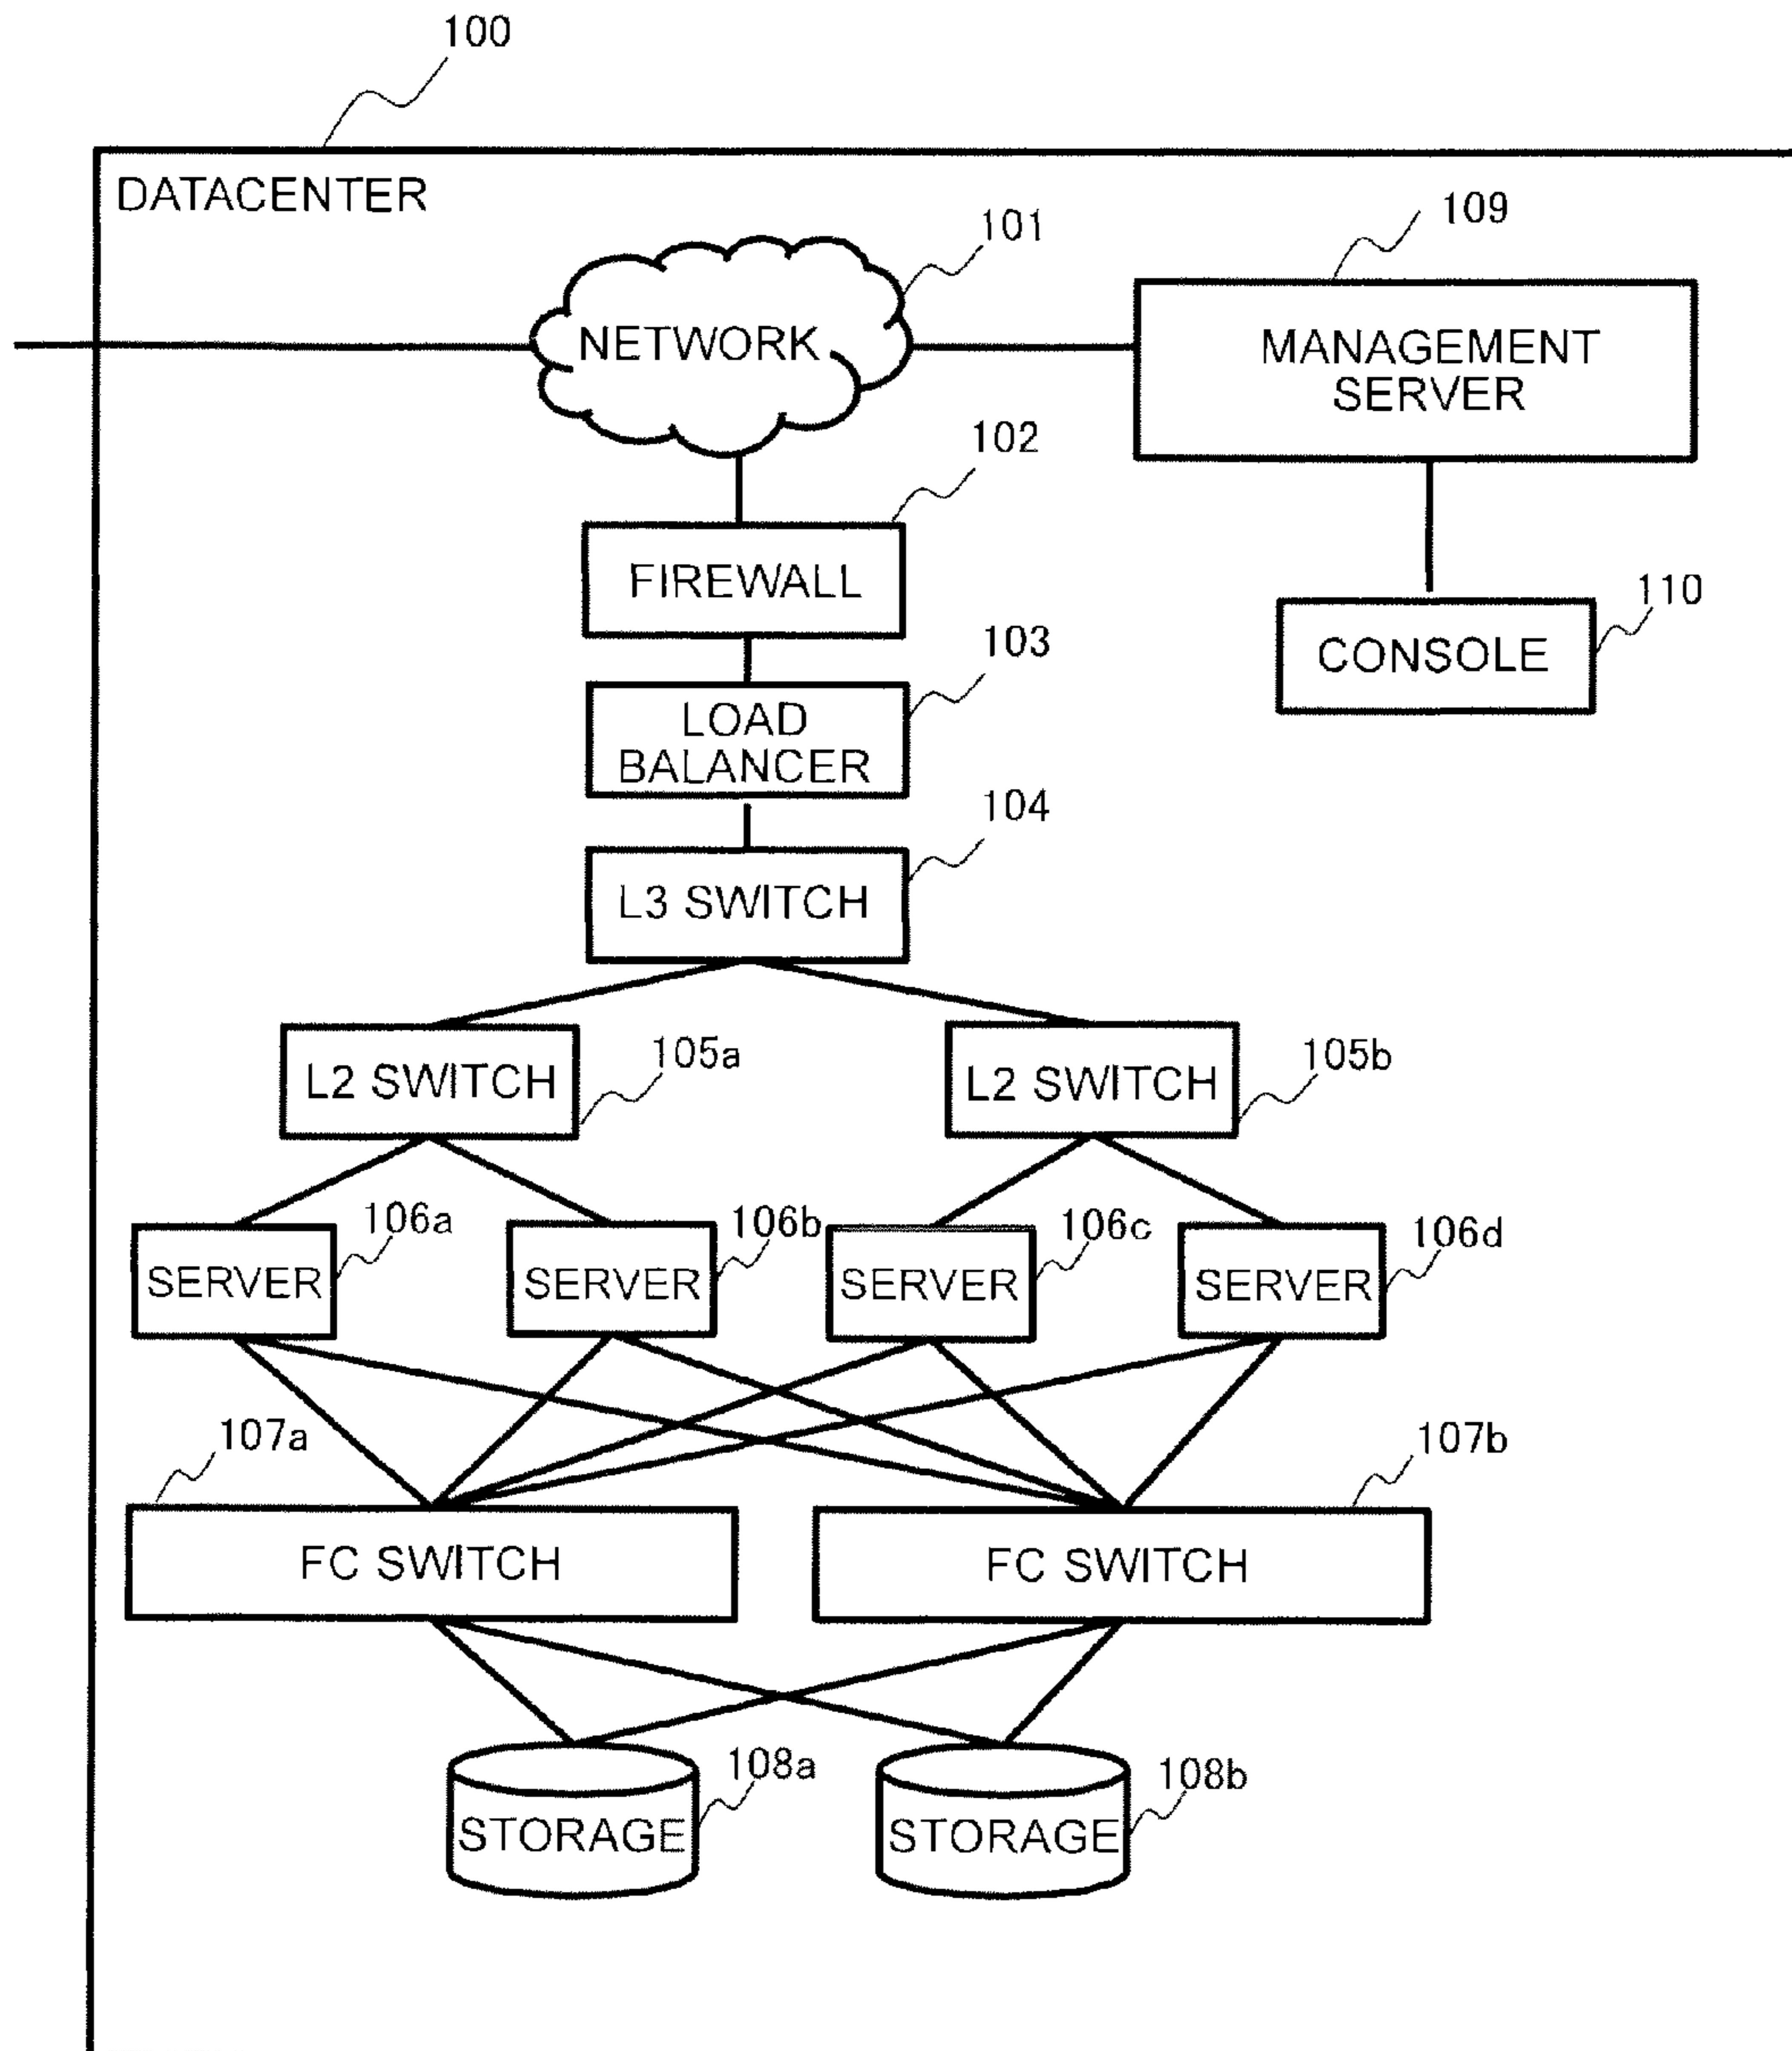 100
DATACENTER
101
109
NETWORK
MANAGEMENT
SERVER
102
FIREWALL
110
CONSOLE
103
LOAD
BALANCER
104
L3 SWITCH
105a
105b
L2 SWITCH
L2 SWITCH
106a
106b
106c
106d
SERVER
SERVER
SERVER
SERVER
107a
107b
FC SWITCH
FC SWITCH
108a
108b
STORAGE
STORAGE